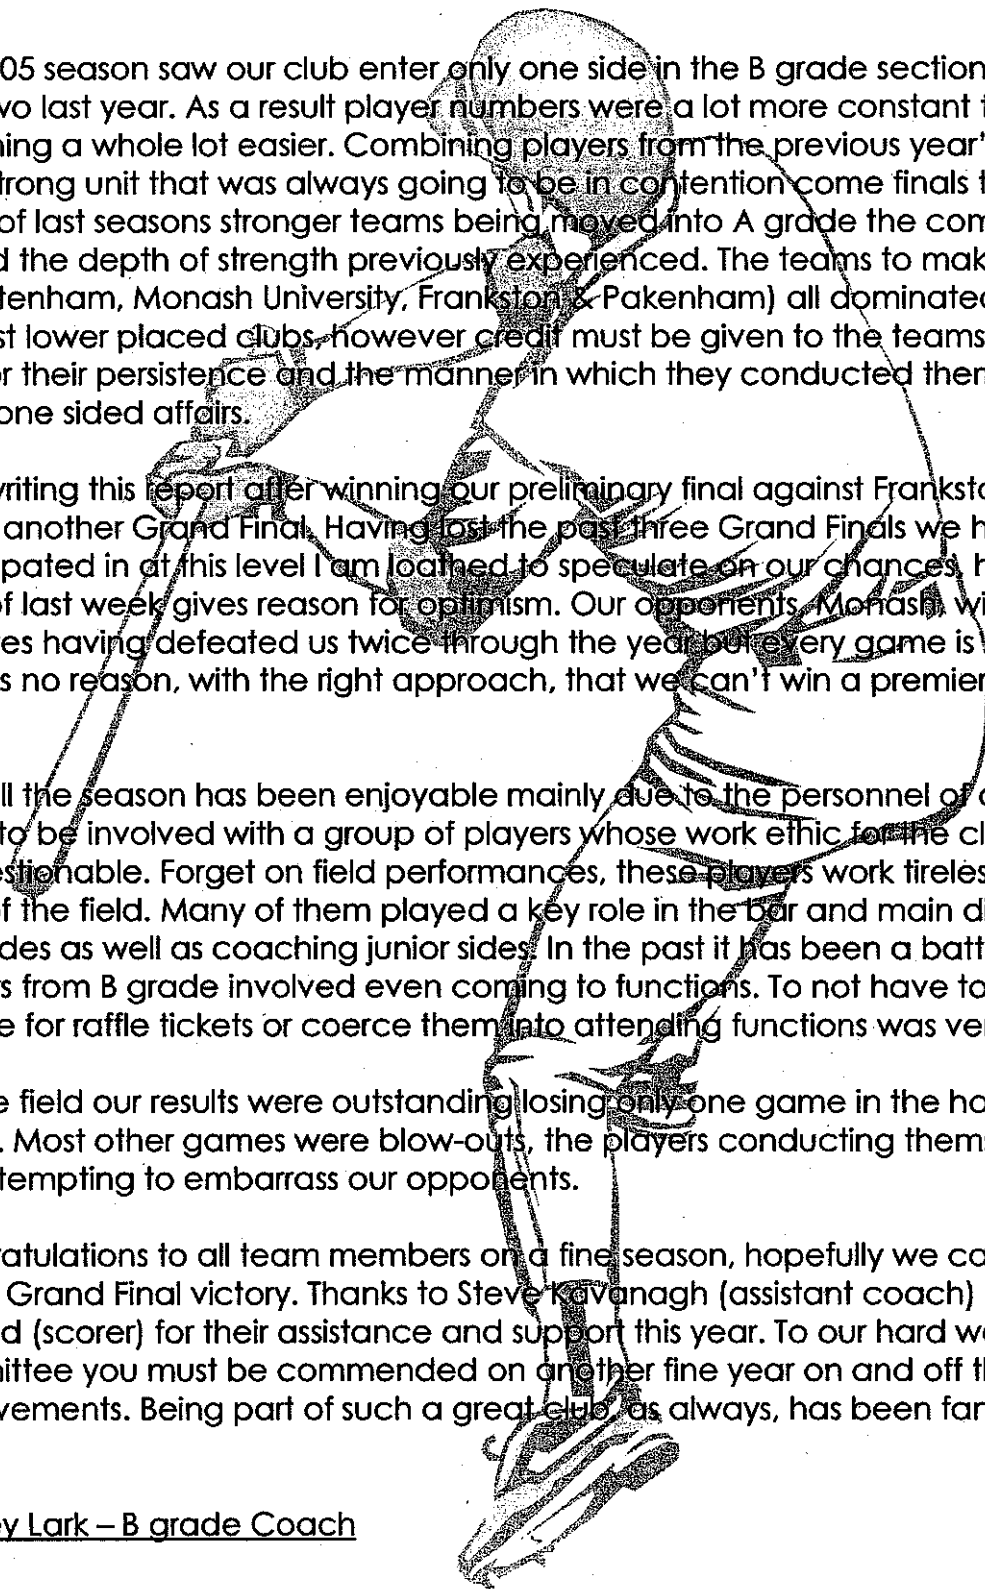 05 season saw our club enter only one side in the B grade section
vo last year. As a result player numbers were a lot more constant t
ning a whole lot easier. Combining players from the previous year'
trong unit that was always going to be in contention come finals t
of last seasons stronger teams being moved into A grade the com
d the depth of strength previously experienced. The teams to mak
tenham, Monash University, Frankston & Pakenham) all dominated
st lower placed clubs, however credit must be given to the teams
or their persistence and the manner in which they conducted them
one sided affairs.
vriting this report after winning our preliminary final against Franksto
another Grand Final. Having lost the past three Grand Finals we h
pated in at this level I am loathed to speculate on our chances, h
of last week gives reason for optimism. Our opponents, Monash, wi
es having defeated us twice through the year but every game is
s no reason, with the right approach, that we can't win a premier
ll the season has been enjoyable mainly due to the personnel of o
to be involved with a group of players whose work ethic for the cl
estionable. Forget on field performances, these players work tireles
of the field. Many of them played a key role in the bar and main di
des as well as coaching junior sides. In the past it has been a batt
rs from B grade involved even coming to functions. To not have to
e for raffle tickets or coerce them into attending functions was ver
e field our results were outstanding losing only one game in the ho
. Most other games were blow-outs, the players conducting thems
tempting to embarrass our opponents.
ratulations to all team members on a fine season, hopefully we ca
Grand Final victory. Thanks to Steve Kavanagh (assistant coach)
d (scorer) for their assistance and support this year. To our hard wo
nittee you must be commended on another fine year on and off th
vements. Being part of such a great club, as always, has been fan
ey Lark – B grade Coach